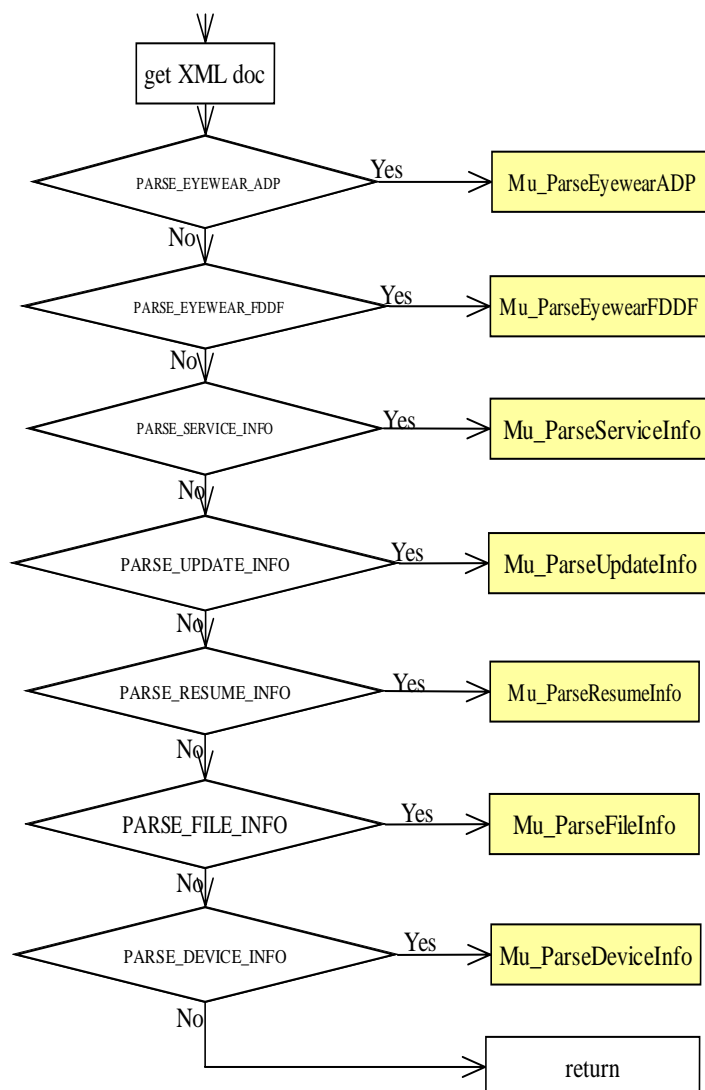 get XML doc
PARSE_EYEWEAR_ADP
Yes
Mu_ParseEyewearADP
No
PARSE_EYEWEAR_FDDF
Yes
Mu_ParseEyewearFDDF
No
PARSE_SERVICE_INFO
Yes
Mu_ParseServiceInfo
No
PARSE_UPDATE_INFO
Yes
Mu_ParseUpdateInfo
No
PARSE_RESUME_INFO
Yes
Mu_ParseResumeInfo
No
PARSE_FILE_INFO
Yes
Mu_ParseFileInfo
No
PARSE_DEVICE_INFO
Yes
Mu_ParseDeviceInfo
No
return